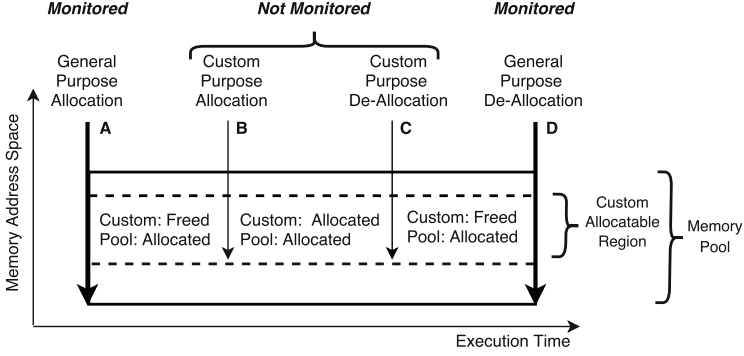 Monitored
Not Monitored
Monitored
General
Purpose
Allocation
Custom
Purpose
Allocation
Custom
Purpose
De-Allocation
General
Purpose
De-Allocation
A
B
C
D
Memory Address Space
Custom: Freed
Pool: Allocated
Custom: Allocated
Pool: Allocated
Custom: Freed
Pool: Allocated
Custom
Allocatable
Region
Memory
Pool
Execution Time